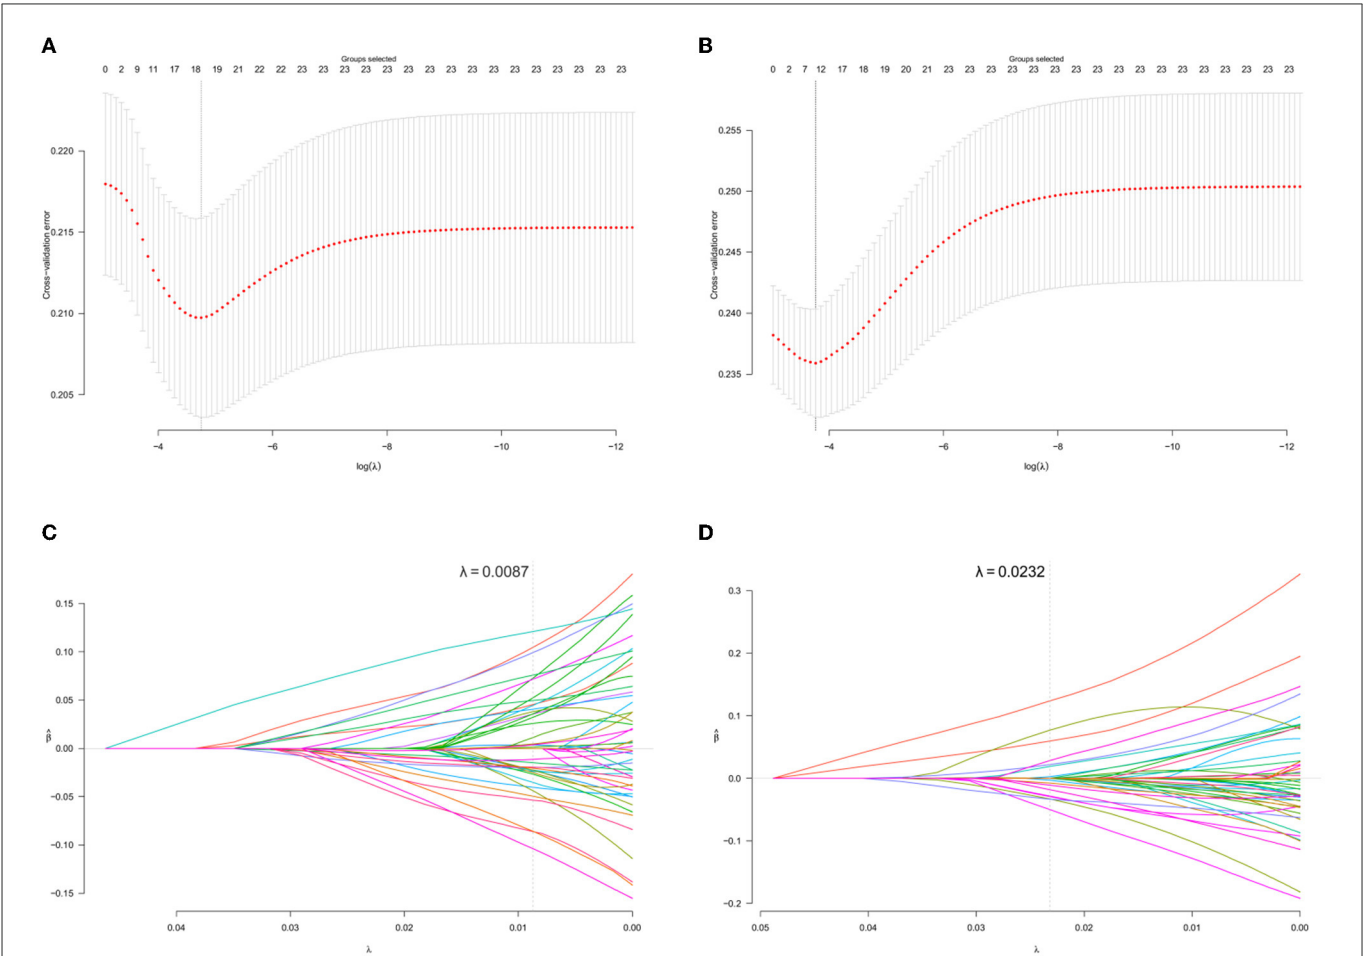 A
Groups selected
0 2 9 11 17 18 19 21 22 22 23 23 23 23 23 23 23 23 23 23 23 23 23 23 23
0.220
0.215
0.210
0.205
Cross−validation error
−4 −6 −8 −10 −12
log(λ)
B
Groups selected
0 2 7 12 17 18 19 20 21 23 23 23 23 23 23 23 23 23 23 23 23 23 23 23 23
0.255
0.250
0.245
0.240
0.235
Cross−validation error
−4 −6 −8 −10 −12
log(λ)
C
λ = 0.0087
0.15
0.10
0.05
0.00
−0.05
−0.10
−0.15
β̂
0.04 0.03 0.02 0.01 0.00
λ
D
λ = 0.0232
0.3
0.2
0.1
0.0
−0.1
−0.2
β̂
0.05 0.04 0.03 0.02 0.01 0.00
λ